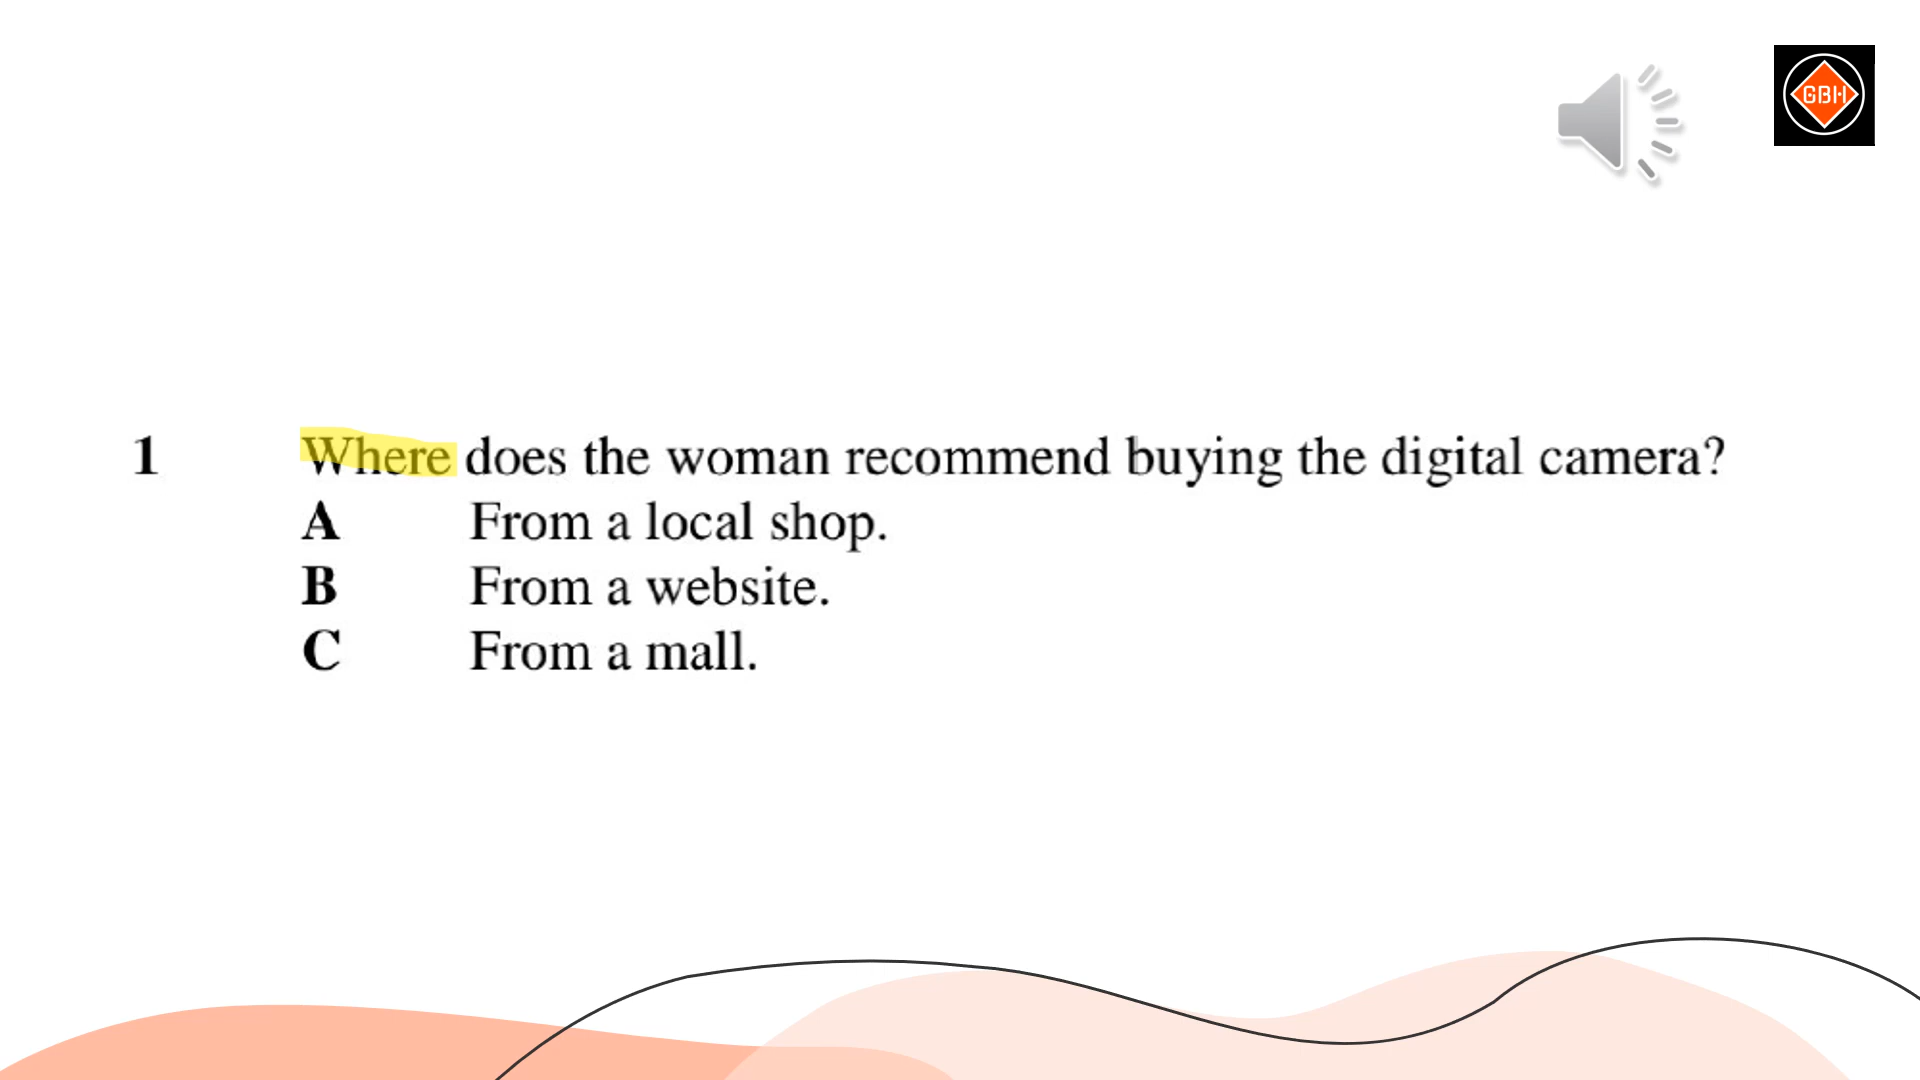 GBH
1 Where does the woman recommend buying the digital camera?
A From a local shop.
B From a website.
C From a mall.